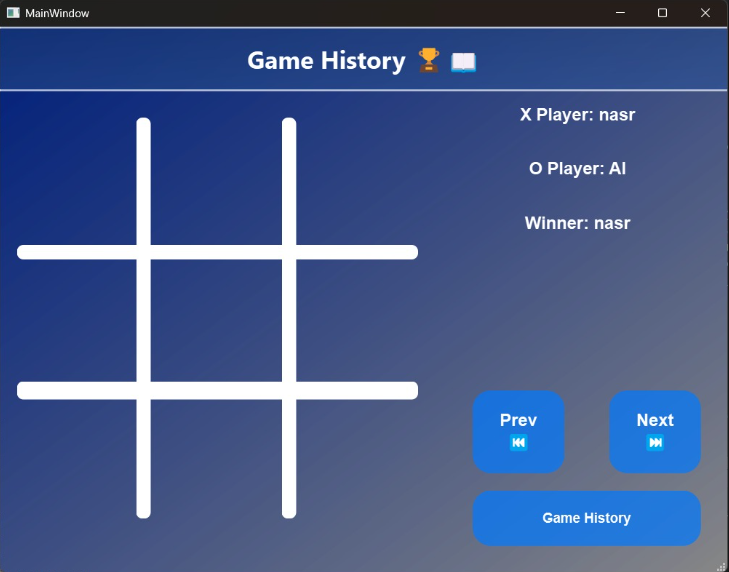 MainWindow
Game History 🏆 📖
X Player: nasr
O Player: AI
Winner: nasr
Prev
⏮
Next
⏭
Game History